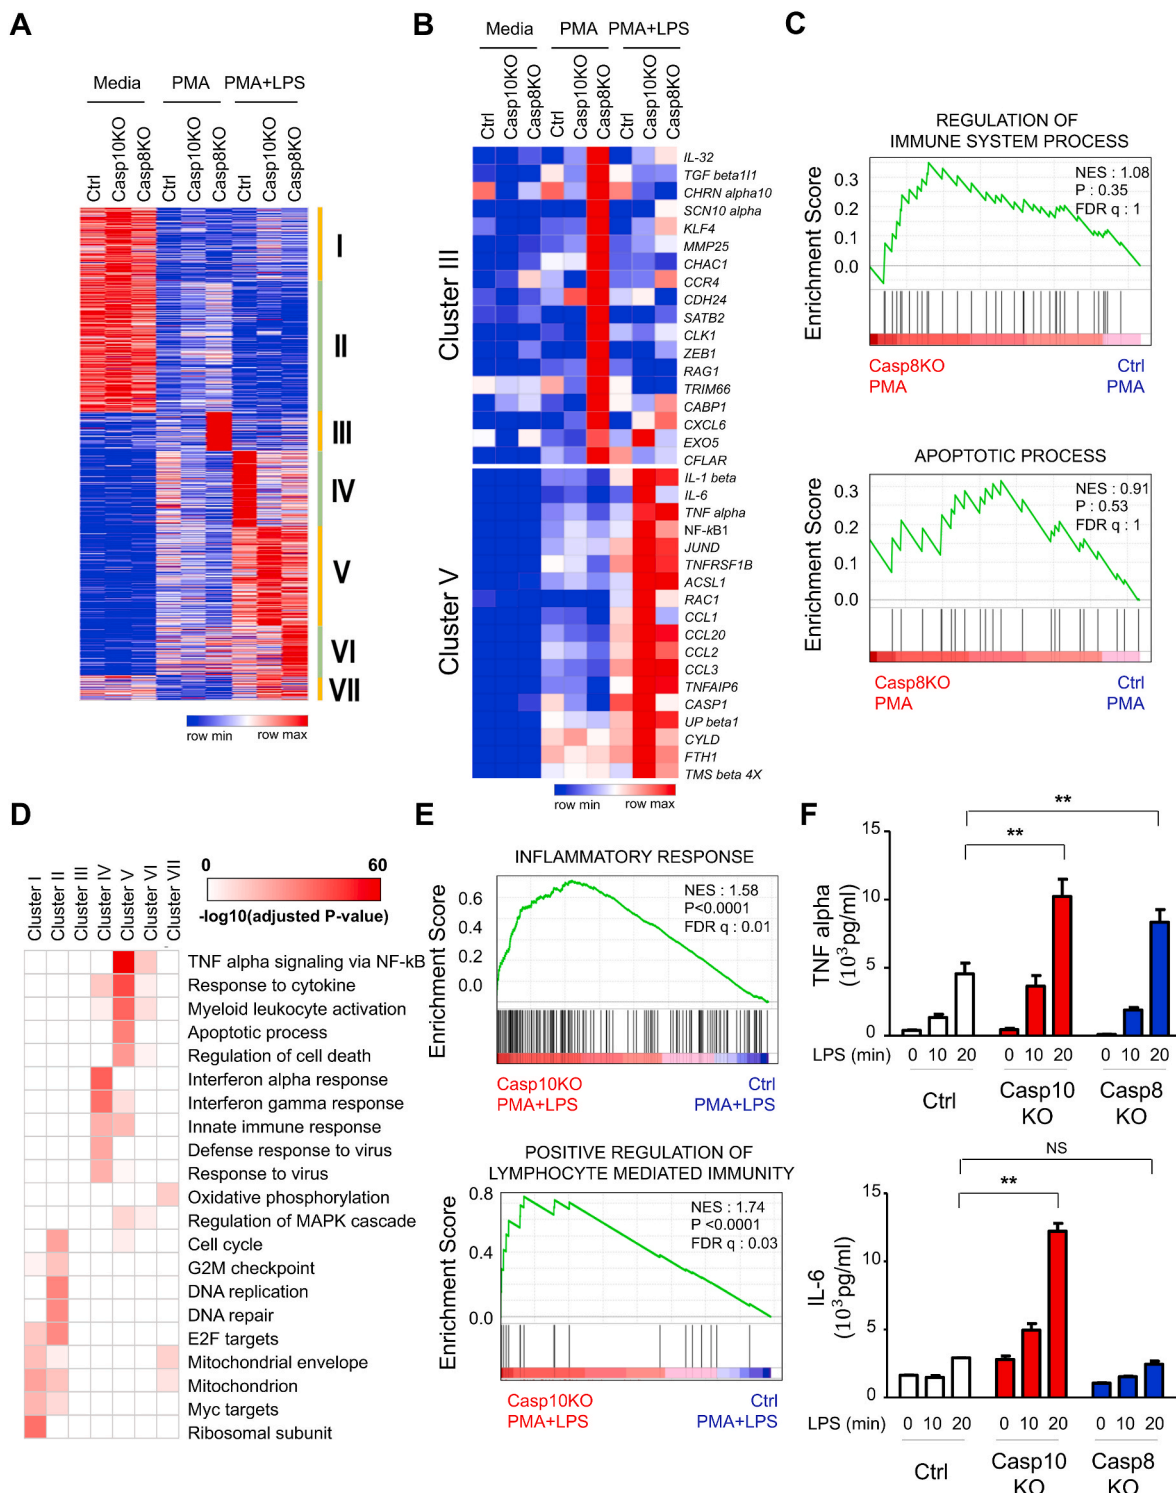 A
Media PMA PMA+LPS
Ctrl Casp10KO Casp8KO Ctrl Casp10KO Casp8KO Ctrl Casp10KO Casp8KO
I
II
III
IV
V
VI
VII
row min row max
B
Media PMA PMA+LPS
Ctrl Casp10KO Casp8KO Ctrl Casp10KO Casp8KO Ctrl Casp10KO Casp8KO
Cluster III
IL-32
TGF beta1I1
CHRN alpha10
SCN10 alpha
KLF4
MMP25
CHAC1
CCR4
CDH24
SATB2
CLK1
ZEB1
RAG1
TRIM66
CABP1
CXCL6
EXO5
CFLAR
Cluster V
IL-1 beta
IL-6
TNF alpha
NF-kB1
JUND
TNFRSF1B
ACSL1
RAC1
CCL1
CCL20
CCL2
CCL3
TNFAIP6
CASP1
UP beta1
CYLD
FTH1
TMS beta 4X
row min row max
C
REGULATION OF
IMMUNE SYSTEM PROCESS
Enrichment Score
0.3
0.2
0.1
0.0
NES : 1.08
P : 0.35
FDR q : 1
Casp8KO Ctrl
PMA PMA
APOPTOTIC PROCESS
Enrichment Score
0.3
0.2
0.1
0.0
NES : 0.91
P : 0.53
FDR q : 1
Casp8KO Ctrl
PMA PMA
D
Cluster I Cluster II Cluster III Cluster IV Cluster V Cluster VI Cluster VII
0 60
-log10(adjusted P-value)
TNF alpha signaling via NF-kB
Response to cytokine
Myeloid leukocyte activation
Apoptotic process
Regulation of cell death
Interferon alpha response
Interferon gamma response
Innate immune response
Defense response to virus
Response to virus
Oxidative phosphorylation
Regulation of MAPK cascade
Cell cycle
G2M checkpoint
DNA replication
DNA repair
E2F targets
Mitochondrial envelope
Mitochondrion
Myc targets
Ribosomal subunit
E
INFLAMMATORY RESPONSE
Enrichment Score
0.6
0.4
0.2
0.0
NES : 1.58
P<0.0001
FDR q : 0.01
Casp10KO Ctrl
PMA+LPS PMA+LPS
POSITIVE REGULATION OF
LYMPHOCYTE MEDIATED IMMUNITY
Enrichment Score
0.8
0.4
0.0
NES : 1.74
P <0.0001
FDR q : 0.03
Casp10KO Ctrl
PMA+LPS PMA+LPS
F
TNF alpha
(10³pg/ml)
15
10
5
0
**
**
LPS (min) 0 10 20 0 10 20 0 10 20
Ctrl Casp10 Casp8
KO KO
IL-6
(10³pg/ml)
15
10
5
0
NS
**
LPS (min) 0 10 20 0 10 20 0 10 20
Ctrl Casp10 Casp8
KO KO